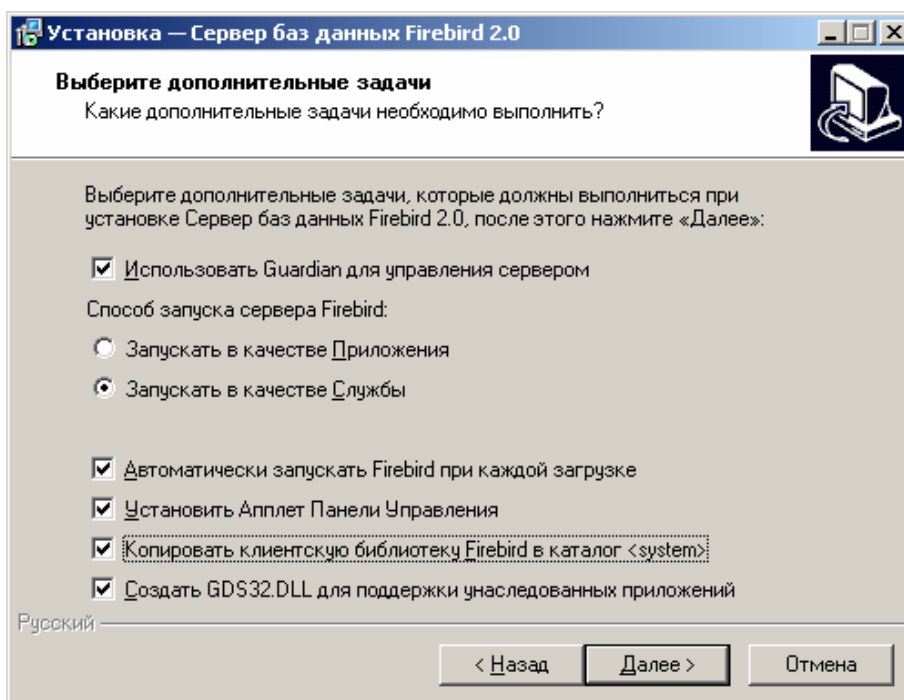 Установка — Сервер баз данных Firebird 2.0
Выберите дополнительные задачи
Какие дополнительные задачи необходимо выполнить?
Выберите дополнительные задачи, которые должны выполниться при
установке Сервер баз данных Firebird 2.0, после этого нажмите «Далее»:
Использовать Guardian для управления сервером
Способ запуска сервера Firebird:
Запускать в качестве Приложения
Запускать в качестве Службы
Автоматически запускать Firebird при каждой загрузке
Установить Апплет Панели Управления
Копировать клиентскую библиотеку Firebird в каталог <system>
Создать GDS32.DLL для поддержки унаследованных приложений
Русский
< Назад Далее > Отмена